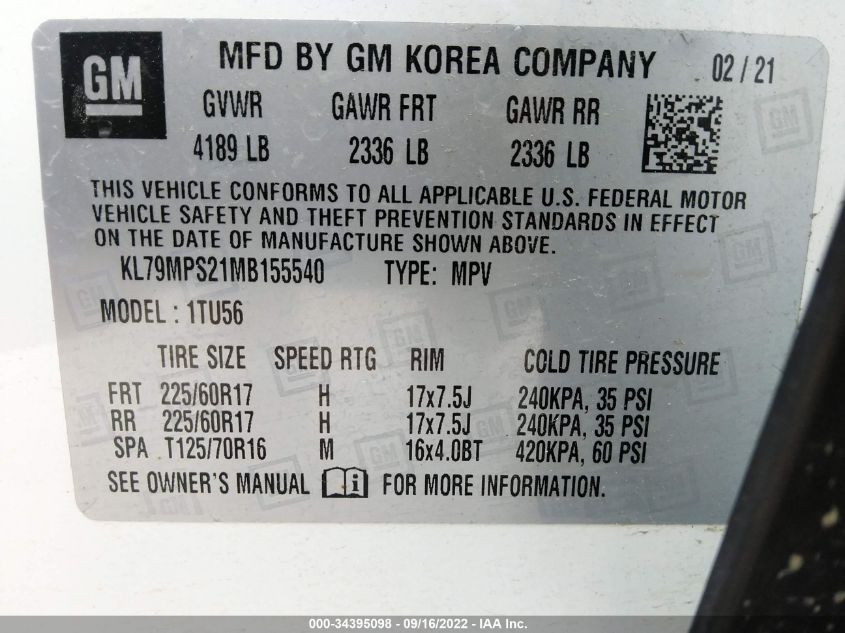 GM
MFD BY GM KOREA COMPANY 02 / 21
GVWR GAWR FRT GAWR RR
4189 LB 2336 LB 2336 LB
THIS VEHICLE CONFORMS TO ALL APPLICABLE U.S. FEDERAL MOTOR
VEHICLE SAFETY AND THEFT PREVENTION STANDARDS IN EFFECT
ON THE DATE OF MANUFACTURE SHOWN ABOVE.
KL79MPS21MB155540 TYPE: MPV
MODEL : 1TU56
TIRE SIZE SPEED RTG RIM COLD TIRE PRESSURE
FRT 225/60R17 H 17x7.5J 240KPA, 35 PSI
RR 225/60R17 H 17x7.5J 240KPA, 35 PSI
SPA T125/70R16 M 16x4.0BT 420KPA, 60 PSI
SEE OWNER'S MANUAL i FOR MORE INFORMATION.
000-34395098 - 09/16/2022 - IAA Inc.